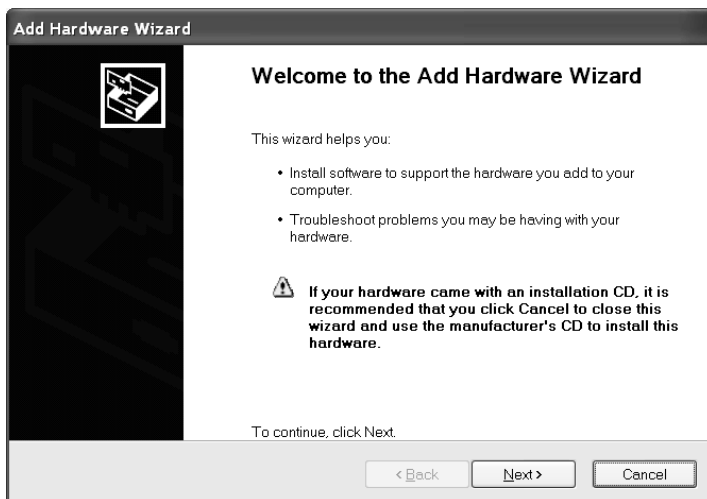 Add Hardware Wizard
Welcome to the Add Hardware Wizard
This wizard helps you:
• Install software to support the hardware you add to your
computer.
• Troubleshoot problems you may be having with your
hardware.
If your hardware came with an installation CD, it is
recommended that you click Cancel to close this
wizard and use the manufacturer's CD to install this
hardware.
To continue, click Next.
< Back Next > Cancel